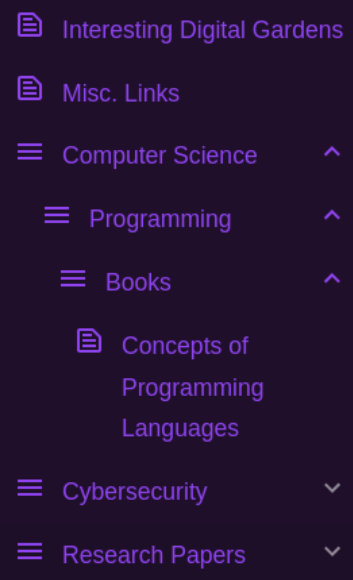 Interesting Digital Gardens
Misc. Links
Computer Science
Programming
Books
Concepts of
Programming
Languages
Cybersecurity
Research Papers